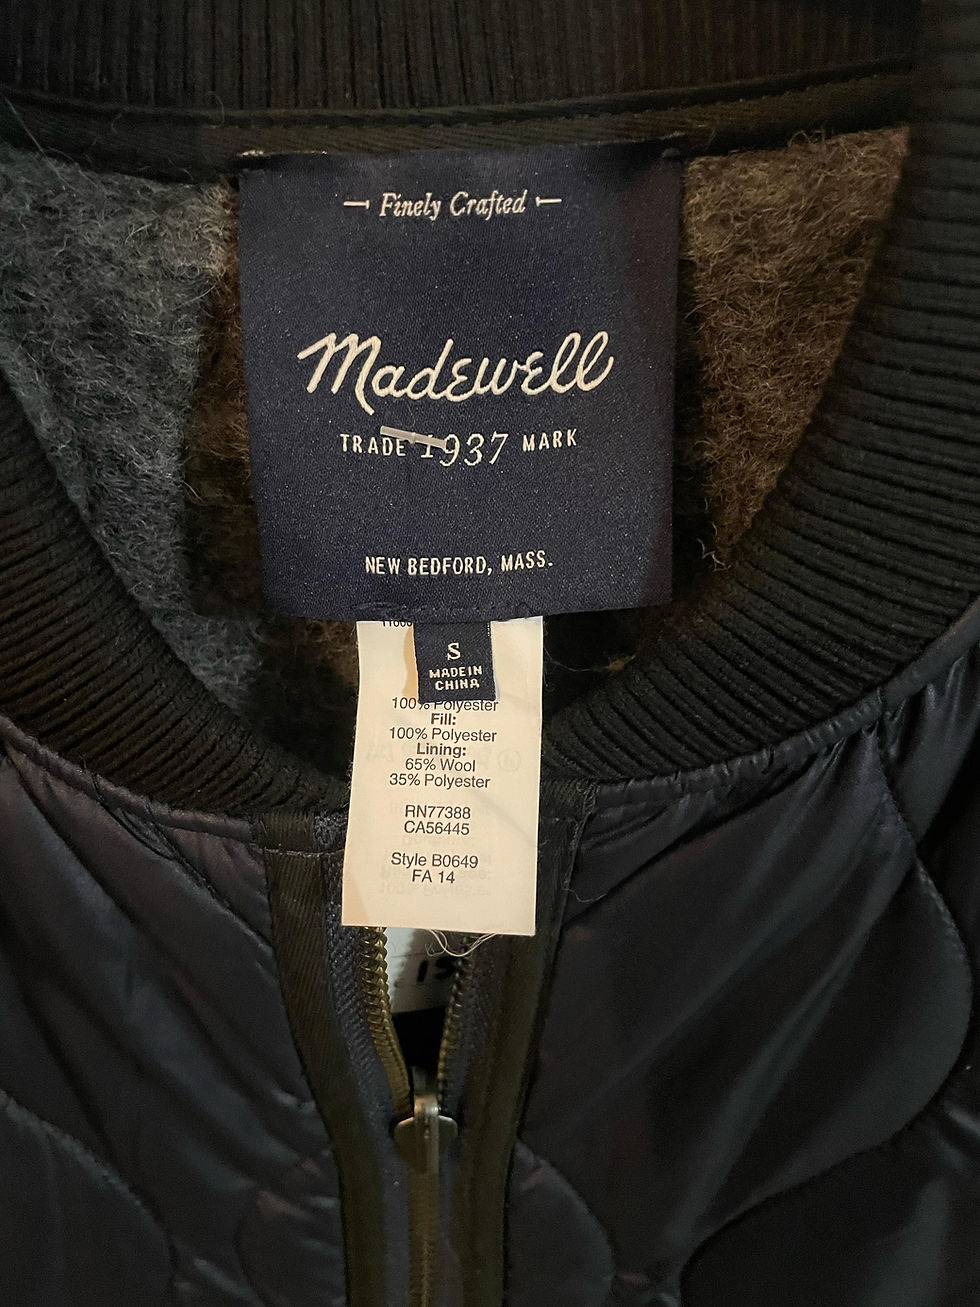 Finely Crafted
Madewell
TRADE 1937 MARK
NEW BEDFORD, MASS.
S
MADE IN
CHINA
100% Polyester
Fill:
100% Polyester
Lining:
65% Wool
35% Polyester
RN77388
CA56445
Style B0649
FA 14